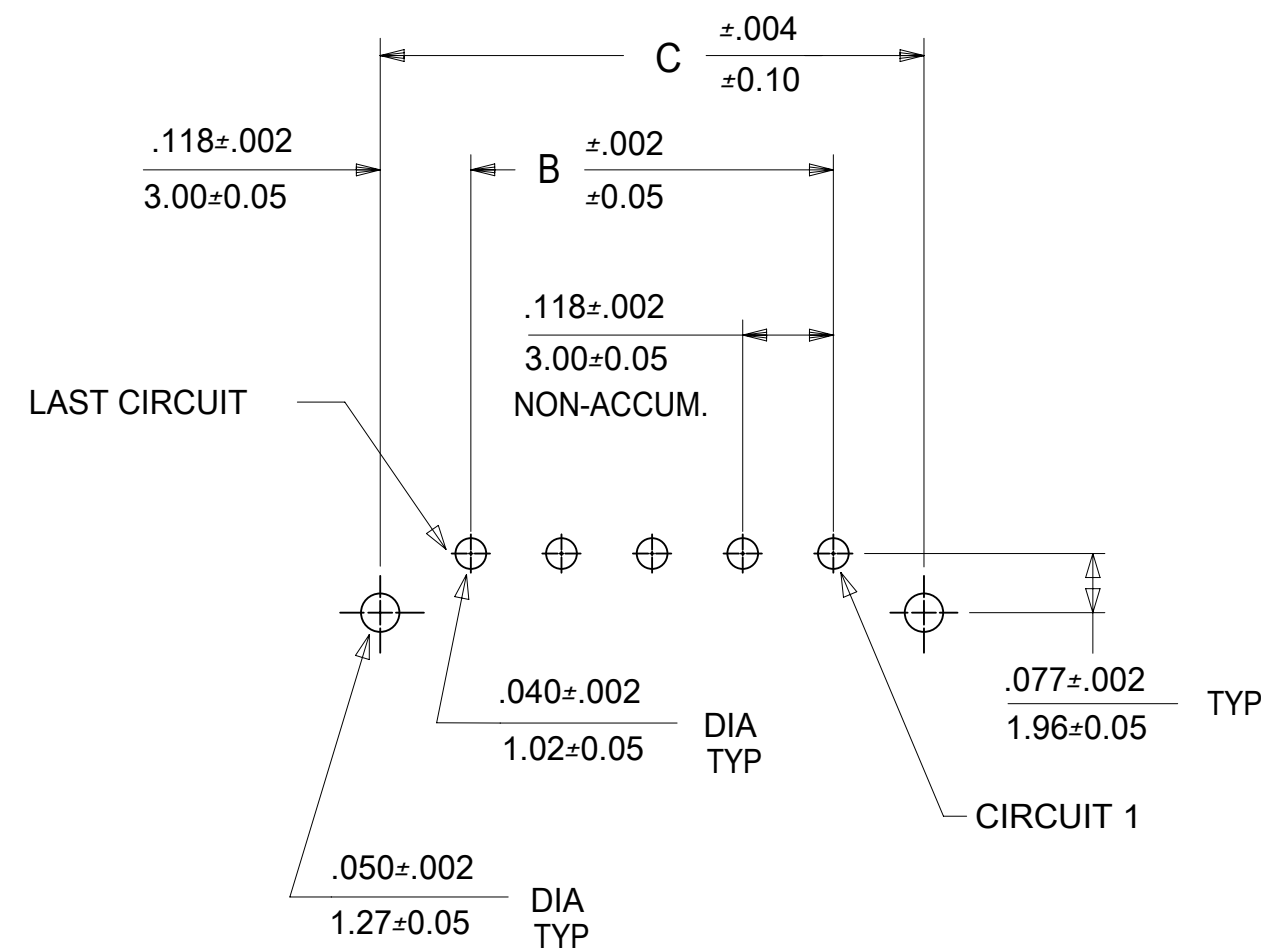 ±.004
C
±0.10
.118±.002
3.00±0.05
±.002
B
±0.05
.118±.002
3.00±0.05
NON-ACCUM.
LAST CIRCUIT
.040±.002
1.02±0.05
DIA
TYP
.077±.002
1.96±0.05
TYP
CIRCUIT 1
.050±.002
1.27±0.05
DIA
TYP